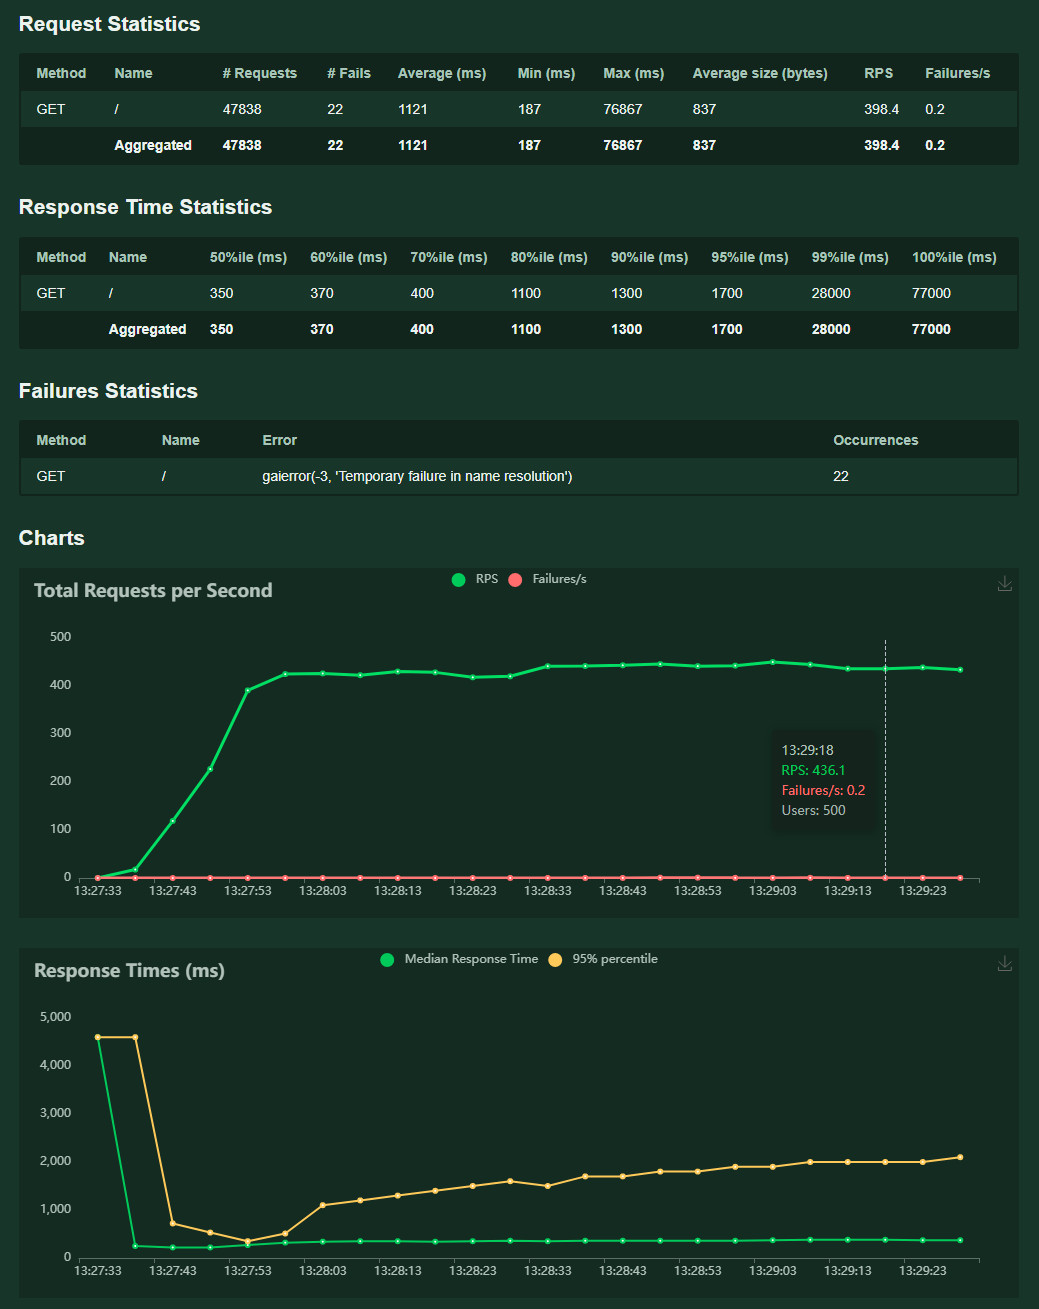 Request Statistics
Method Name # Requests # Fails Average (ms) Min (ms) Max (ms) Average size (bytes) RPS Failures/s
GET / 47838 22 1121 187 76867 837 398.4 0.2
Aggregated 47838 22 1121 187 76867 837 398.4 0.2
Response Time Statistics
Method Name 50%ile (ms) 60%ile (ms) 70%ile (ms) 80%ile (ms) 90%ile (ms) 95%ile (ms) 99%ile (ms) 100%ile (ms)
GET / 350 370 400 1100 1300 1700 28000 77000
Aggregated 350 370 400 1100 1300 1700 28000 77000
Failures Statistics
Method Name Error Occurrences
GET / gaierror(-3, 'Temporary failure in name resolution') 22
Charts
Total Requests per Second
RPS Failures/s
500
400
300
200
100
0
13:29:18
RPS: 436.1
Failures/s: 0.2
Users: 500
13:27:33 13:27:43 13:27:53 13:28:03 13:28:13 13:28:23 13:28:33 13:28:43 13:28:53 13:29:03 13:29:13 13:29:23
Response Times (ms)
Median Response Time 95% percentile
5,000
4,000
3,000
2,000
1,000
0
13:27:33 13:27:43 13:27:53 13:28:03 13:28:13 13:28:23 13:28:33 13:28:43 13:28:53 13:29:03 13:29:13 13:29:23